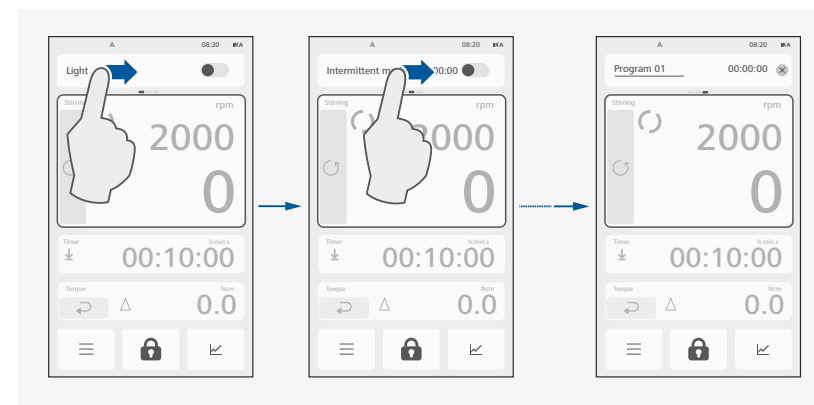 A 08:20 IKA
Light
Stirring rpm
2000
0
Timer h:min:s
00:10:00
Torque Ncm
0.0
A 08:20 IKA
Intermittent 00:00
Stirring rpm
2000
0
Timer h:min:s
00:10:00
Torque Ncm
0.0
A 08:20 IKA
Program 01 00:00:00
Stirring rpm
2000
0
Timer h:min:s
00:10:00
Torque Ncm
0.0